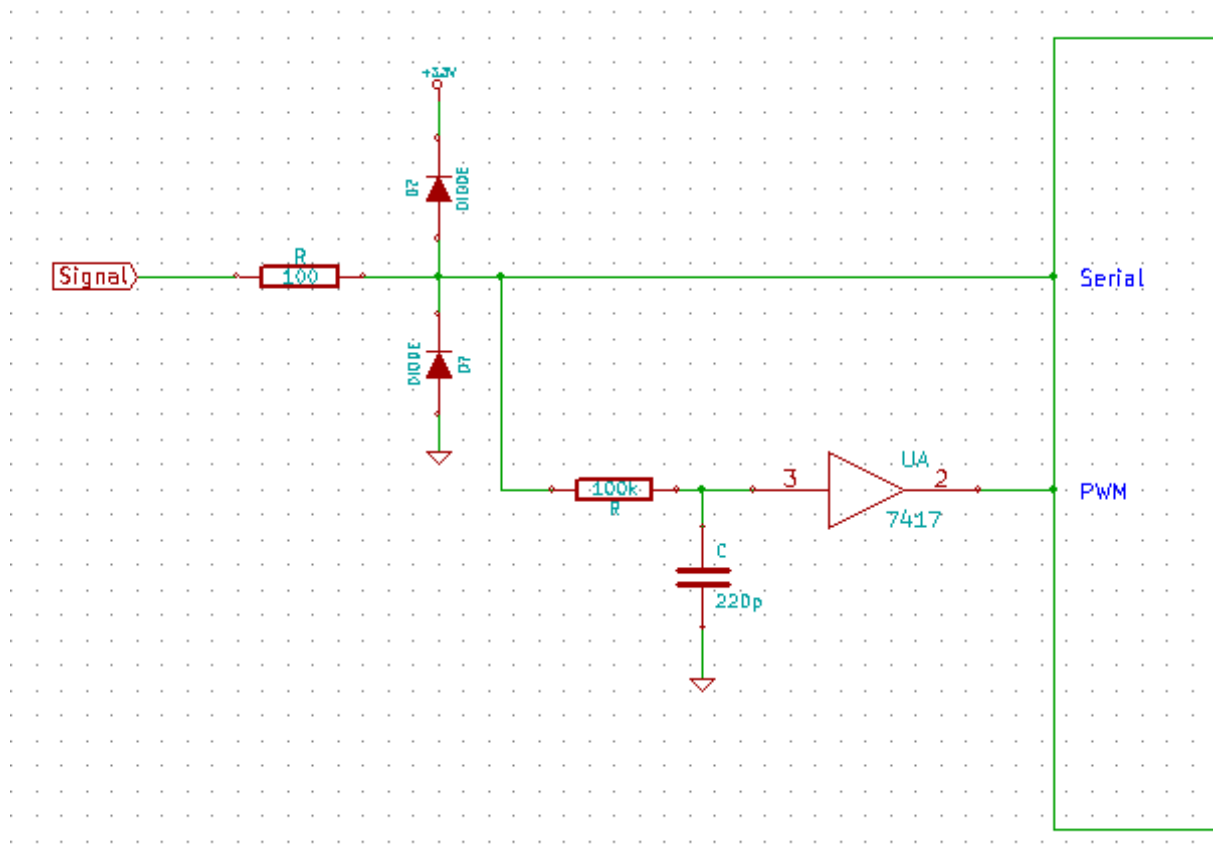 +3.3V
D?
DIODE
R
Signal
100
Serial
DIODE
D?
UA
3
2
100k
PWM
R
7417
C
220p